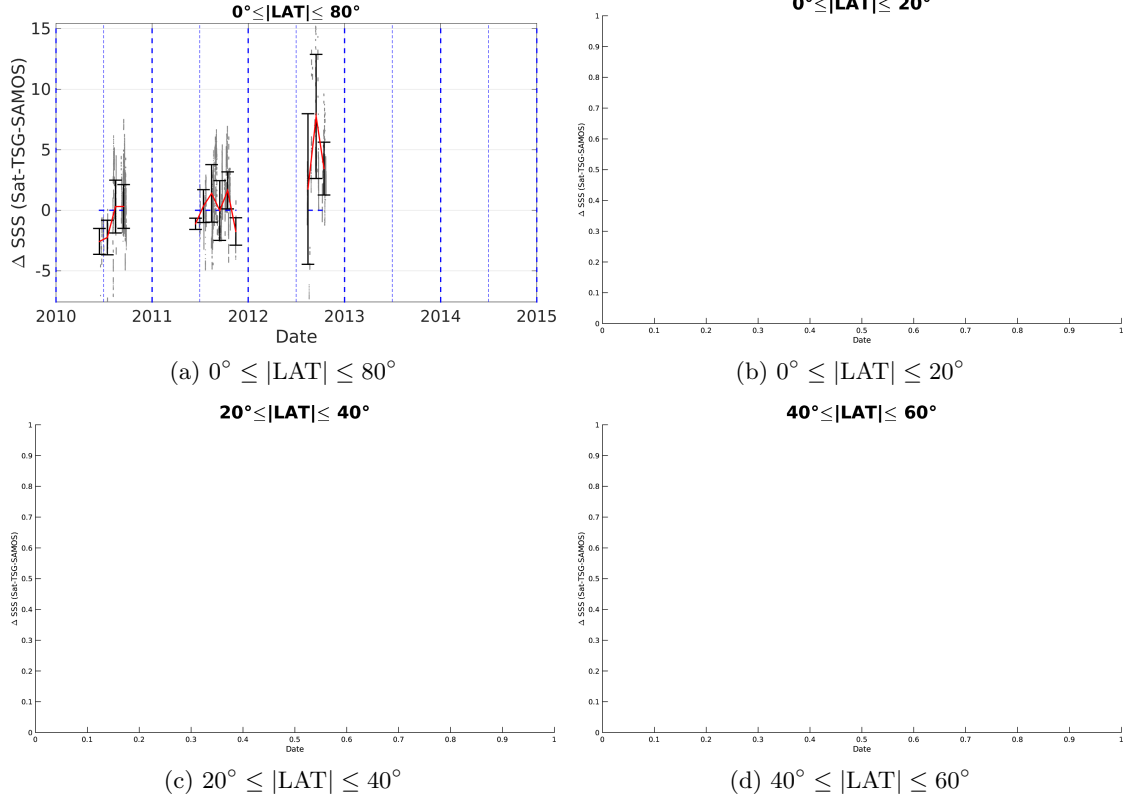 0°≤|LAT|≤ 80°
15
10
5
0
-5
Δ SSS (Sat-TSG-SAMOS)
2010 2011 2012 2013 2014 2015
Date
(a) 0° ≤ |LAT| ≤ 80°
0°≤|LAT|≤ 20°
1
0.9
0.8
0.7
0.6
0.5
0.4
0.3
0.2
0.1
0
Δ SSS (Sat-TSG-SAMOS)
0 0.1 0.2 0.3 0.4 0.5 0.6 0.7 0.8 0.9 1
Date
(b) 0° ≤ |LAT| ≤ 20°
20°≤|LAT|≤ 40°
1
0.9
0.8
0.7
0.6
0.5
0.4
0.3
0.2
0.1
0
Δ SSS (Sat-TSG-SAMOS)
0 0.1 0.2 0.3 0.4 0.5 0.6 0.7 0.8 0.9 1
Date
(c) 20° ≤ |LAT| ≤ 40°
40°≤|LAT|≤ 60°
1
0.9
0.8
0.7
0.6
0.5
0.4
0.3
0.2
0.1
0
Δ SSS (Sat-TSG-SAMOS)
0 0.1 0.2 0.3 0.4 0.5 0.6 0.7 0.8 0.9 1
Date
(d) 40° ≤ |LAT| ≤ 60°